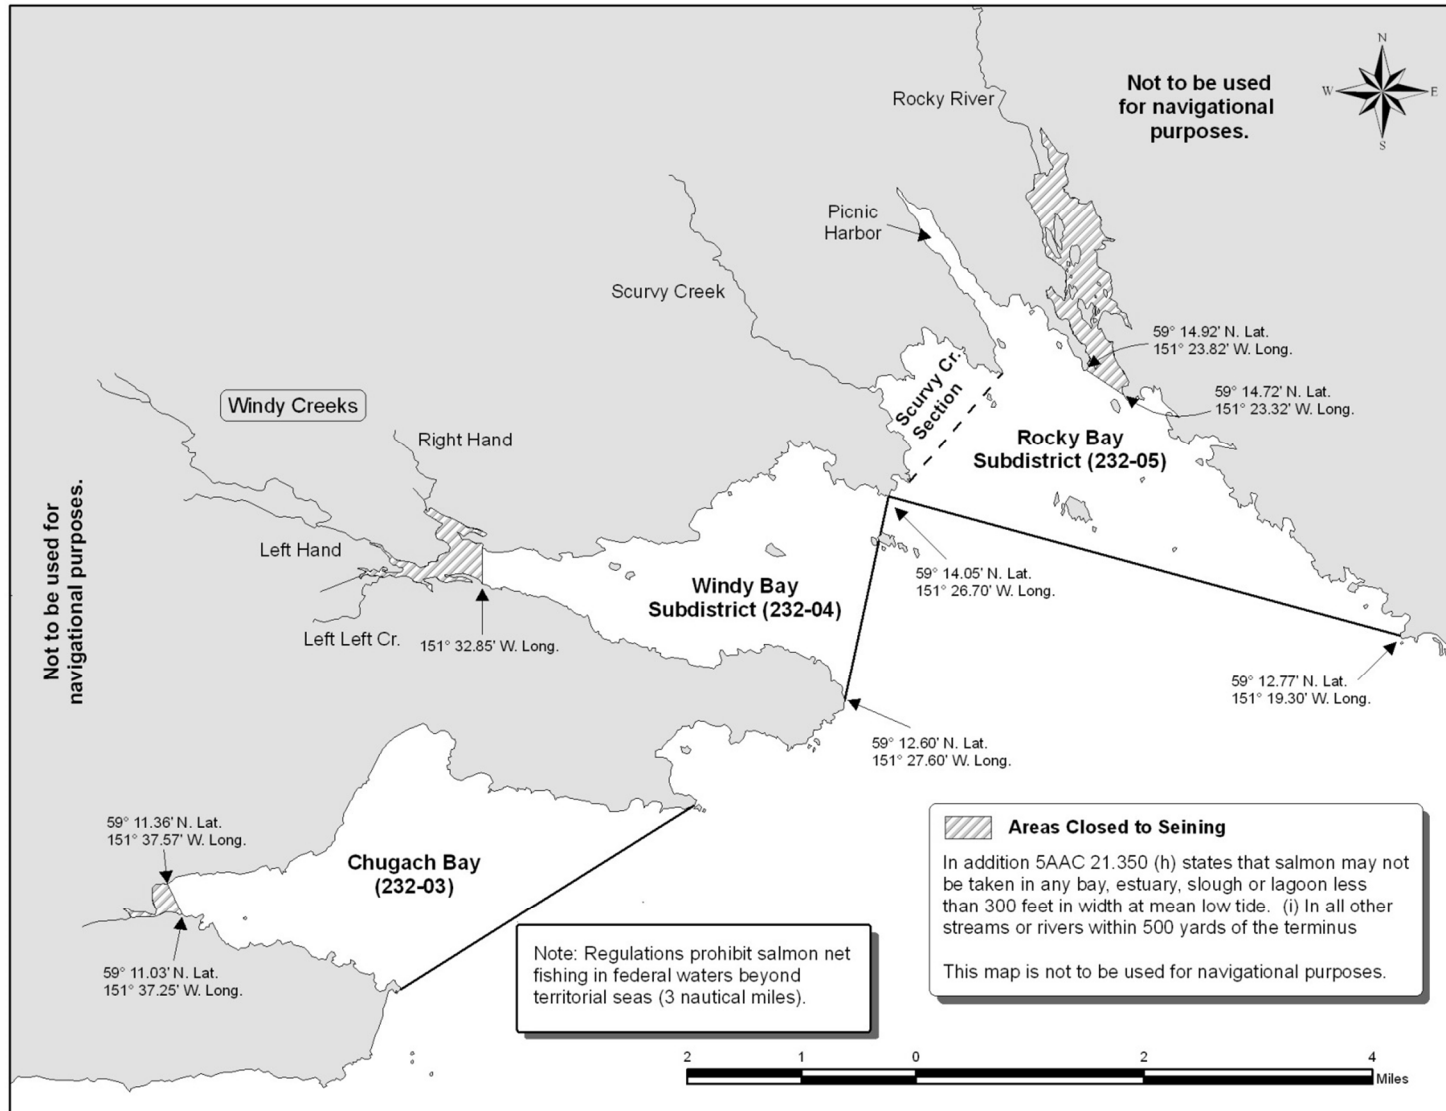 N
W
E
S
Not to be used
for navigational
purposes.
Rocky River
Picnic
Harbor
Scurvy Creek
59° 14.92' N. Lat.
151° 23.82' W. Long.
59° 14.72' N. Lat.
151° 23.32' W. Long.
Scurvy Cr.
Section
Windy Creeks
Right Hand
Rocky Bay
Subdistrict (232-05)
Not to be used for
navigational purposes.
Left Hand
Left Left Cr.
151° 32.85' W. Long.
Windy Bay
Subdistrict (232-04)
59° 14.05' N. Lat.
151° 26.70' W. Long.
59° 12.77' N. Lat.
151° 19.30' W. Long.
59° 12.60' N. Lat.
151° 27.60' W. Long.
59° 11.36' N. Lat.
151° 37.57' W. Long.
Chugach Bay
(232-03)
59° 11.03' N. Lat.
151° 37.25' W. Long.
Note: Regulations prohibit salmon net
fishing in federal waters beyond
territorial seas (3 nautical miles).
Areas Closed to Seining
In addition 5AAC 21.350 (h) states that salmon may not
be taken in any bay, estuary, slough or lagoon less
than 300 feet in width at mean low tide. (i) In all other
streams or rivers within 500 yards of the terminus
This map is not to be used for navigational purposes.
2 1 0 2 4
Miles